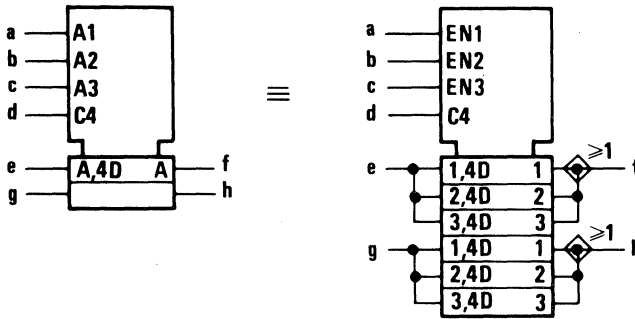 a A1
b A2
c A3
d C4
e A,4D A f
g h
≡
a EN1
b EN2
c EN3
d C4
≥1
e 1,4D 1
2,4D 2
3,4D 3
≥1
g 1,4D 1
2,4D 2
3,4D 3